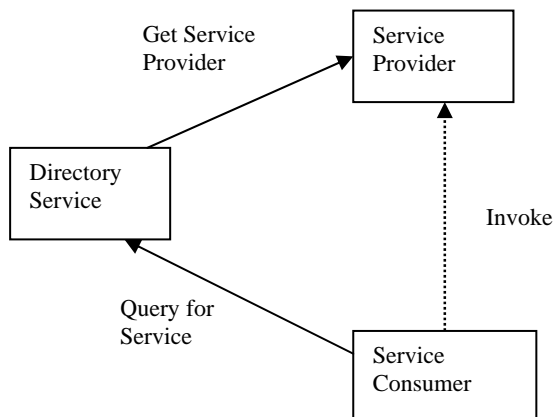 Get Service
Provider
Service
Provider
Directory
Service
Invoke
Query for
Service
Service
Consumer